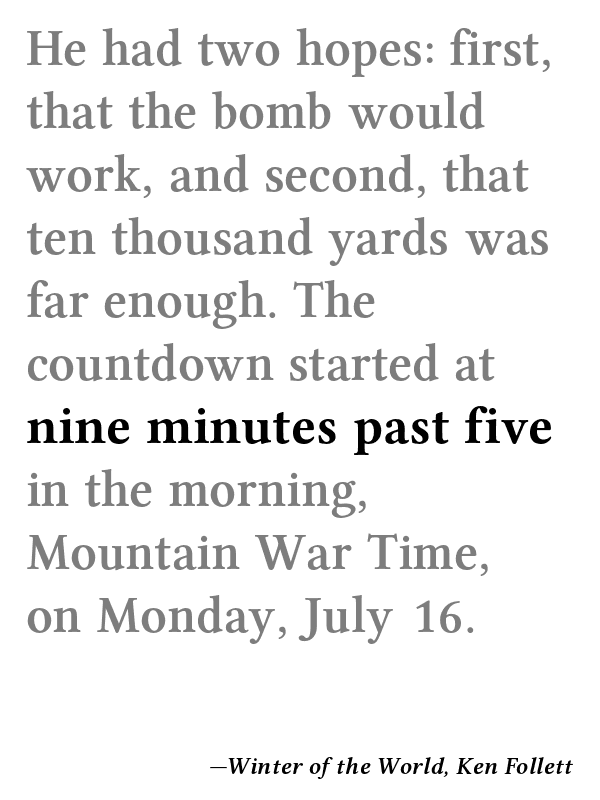 He had two hopes: first,
that the bomb would
work, and second, that
ten thousand yards was
far enough. The
countdown started at
nine minutes past five
in the morning,
Mountain War Time,
on Monday, July 16.
—Winter of the World, Ken Follett